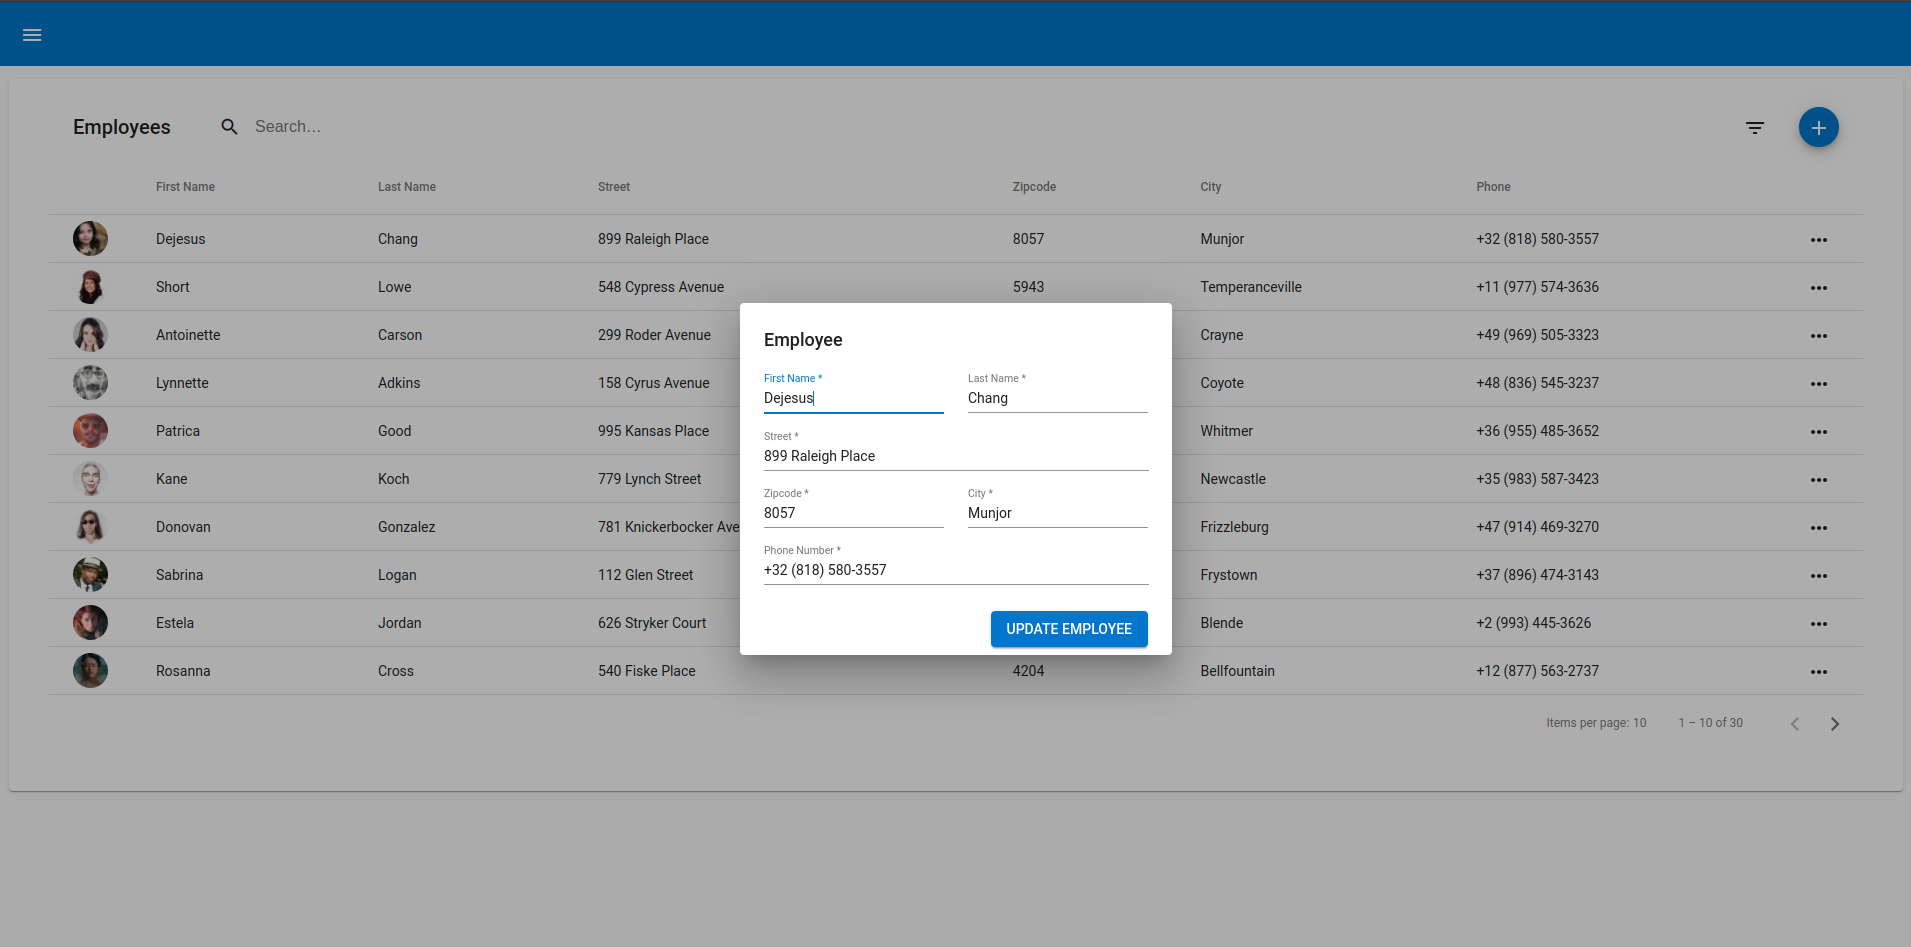 Employees Search...
First Name Last Name Street Zipcode City Phone
Dejesus Chang 899 Raleigh Place 8057 Munjor +32 (818) 580-3557
Short Lowe 548 Cypress Avenue 5943 Temperanceville +11 (977) 574-3636
Antoinette Carson 299 Roder Avenue Crayne +49 (969) 505-3323
Lynnette Adkins 158 Cyrus Avenue Coyote +48 (836) 545-3237
Patrica Good 995 Kansas Place Whitmer +36 (955) 485-3652
Kane Koch 779 Lynch Street Newcastle +35 (983) 587-3423
Donovan Gonzalez 781 Knickerbocker Ave Frizzleburg +47 (914) 469-3270
Sabrina Logan 112 Glen Street Frystown +37 (896) 474-3143
Estela Jordan 626 Stryker Court Blende +2 (993) 445-3626
Rosanna Cross 540 Fiske Place 4204 Bellfountain +12 (877) 563-2737
Items per page: 10 1 – 10 of 30
Employee
First Name * Last Name *
Dejesus Chang
Street *
899 Raleigh Place
Zipcode * City *
8057 Munjor
Phone Number *
+32 (818) 580-3557
UPDATE EMPLOYEE